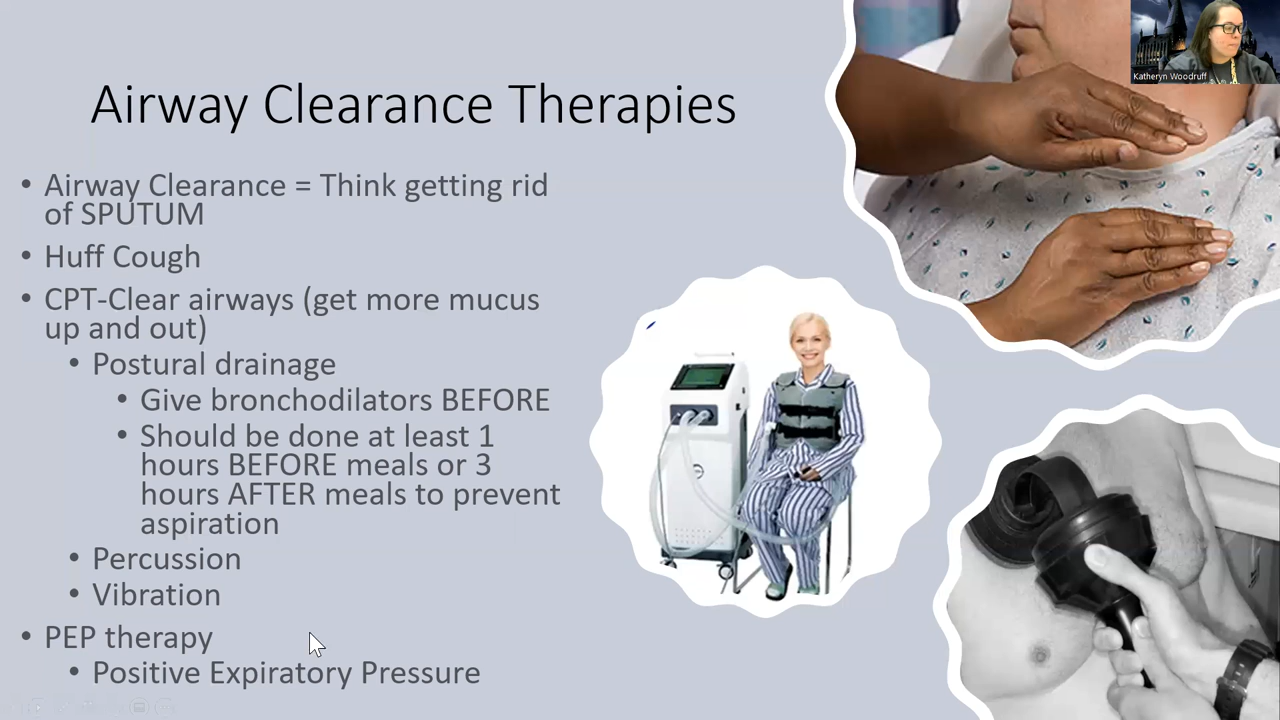 Katheryn Woodruff
Airway Clearance Therapies
• Airway Clearance = Think getting rid
of SPUTUM
• Huff Cough
• CPT-Clear airways (get more mucus
up and out)
• Postural drainage
• Give bronchodilators BEFORE
• Should be done at least 1
hours BEFORE meals or 3
hours AFTER meals to prevent
aspiration
• Percussion
• Vibration
• PEP therapy
• Positive Expiratory Pressure